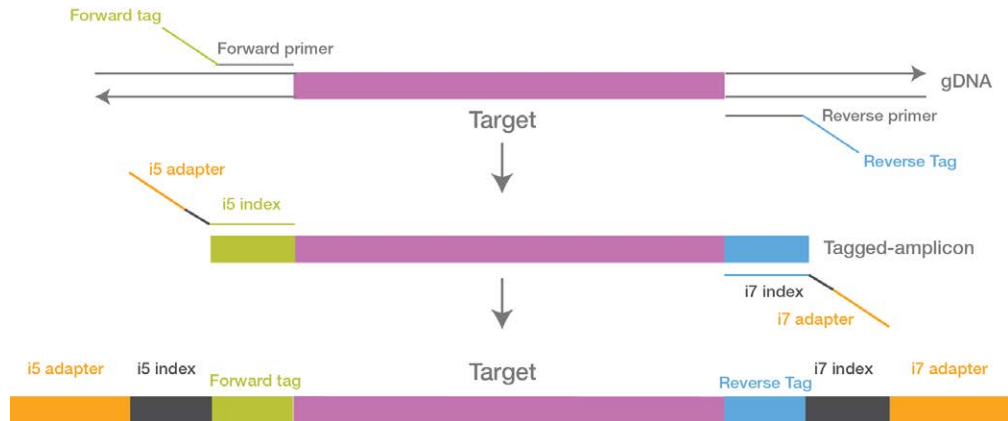 Forward tag
Forward primer
gDNA
Target
Reverse primer
Reverse Tag
i5 adapter
i5 index
Tagged-amplicon
i7 index
i7 adapter
Target
i5 adapter
i5 index
Forward tag
Reverse Tag
i7 index
i7 adapter